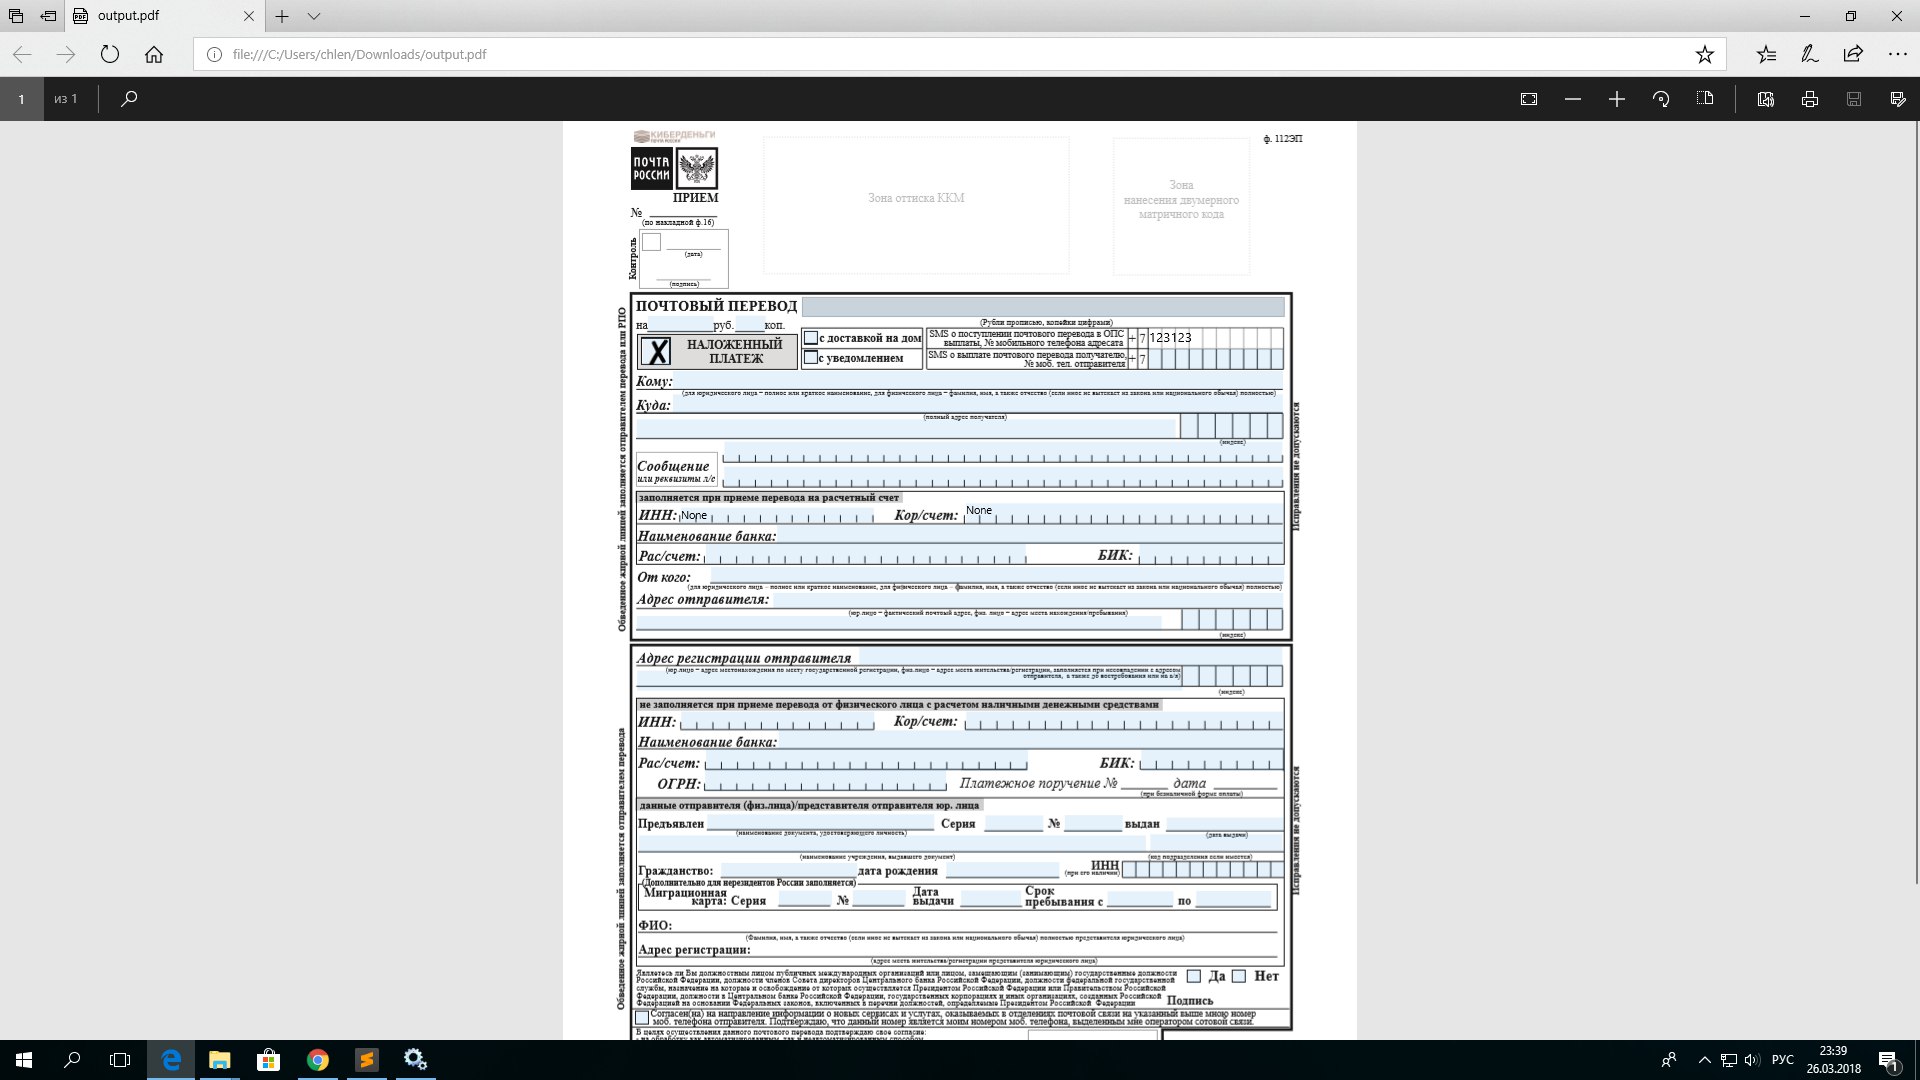 output.pdf
file:///C:/Users/chlen/Downloads/output.pdf
1 из 1
КИБЕРДЕНЬГИ
ПОЧТА РОССИИ
ф. 112ЭП
ПОЧТА
РОССИИ
ПРИЕМ
№
(по накладной ф.16)
Контроль
(дата)
(подпись)
Зона оттиска ККМ
Зона
нанесения двумерного
матричного кода
Обведенное жирной линией заполняется отправителем перевода или РПО
ПОЧТОВЫЙ ПЕРЕВОД
(Рубли прописью, копейки цифрами)
на руб. коп.
X НАЛОЖЕННЫЙ
ПЛАТЕЖ
с доставкой на дом
с уведомлением
SMS о поступлении почтового перевода в ОПС
выплаты, № мобильного телефона адресата + 7 123123
SMS о выплате почтового перевода получателю,
№ моб. тел. отправителя + 7
Кому:
(для юридического лица – полное или краткое наименование, для физического лица – фамилия, имя, а также отчество (если иное не вытекает из закона или национального обычая) полностью)
Куда:
(полный адрес получателя)
(индекс)
Сообщение
или реквизиты л/с
заполняется при приеме перевода на расчетный счет
ИНН: None Кор/счет: None
Наименование банка:
Рас/счет: БИК:
От кого:
(для юридического лица – полное или краткое наименование, для физического лица – фамилия, имя, а также отчество (если иное не вытекает из закона или национального обычая) полностью)
Адрес отправителя:
(юр.лицо – фактический почтовый адрес, физ. лицо – адрес места нахождения/пребывания)
(индекс)
Исправления не допускаются
Обведенное жирной линией заполняется отправителем перевода
Адрес регистрации отправителя
(юр.лицо – адрес местонахождения по месту государственной регистрации, физ.лицо – адрес места жительства/регистрации, заполняется при несовпадении с адресом
отправителя, а также до востребования или на а/я)
(индекс)
не заполняется при приеме перевода от физического лица с расчетом наличными денежными средствами
ИНН: Кор/счет:
Наименование банка:
Рас/счет: БИК:
ОГРН: Платежное поручение № дата
(при безналичной форме оплаты)
данные отправителя (физ.лица)/представителя отправителя юр. лица
Предъявлен Серия № выдан
(наименование документа, удостоверяющего личность) (дата выдачи)
(наименование учреждения, выдавшего документ) (код подразделения если имеется)
Гражданство: дата рождения ИНН
(при его наличии)
(Дополнительно для нерезидентов России заполняется)
Миграционная
карта: Серия № Дата
выдачи Срок
пребывания с по
ФИО:
(Фамилия, имя, а также отчество (если иное не вытекает из закона или национального обычая) полностью представителя юридического лица)
Адрес регистрации:
(адрес места жительства/регистрации представителя юридического лица)
Являетесь ли Вы должностным лицом публичных международных организаций или лицом, замещающим (занимающим) государственные должности
Российской Федерации, должности членов Совета директоров Центрального банка Российской Федерации, должности федеральной государственной
службы, назначение на которые и освобождение от которых осуществляется Президентом Российской Федерации или Правительством Российской
Федерации, должности в Центральном банке Российской Федерации, государственных корпорациях и иных организациях, созданных Российской
Федерацией на основании Федеральных законов, включенных в перечни должностей, определяемые Президентом Российской Федерации
Да Нет
Подпись
Согласен(на) на направление информации о новых сервисах и услугах, оказываемых в отделениях почтовой связи на указанный выше мною номер
моб. телефона отправителя. Подтверждаю, что данный номер является моим номером моб. телефона, выделенным мне оператором сотовой связи.
Исправления не допускаются
В целях осуществления данного почтового перевода подтверждаю свое согласие:
РУС
23:39
26.03.2018
1